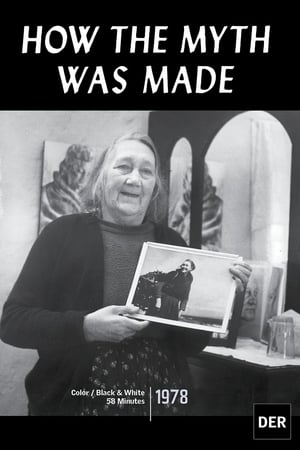 HOW THE MYTH
WAS MADE
Color / Black & White
58 Minutes
1978
DER